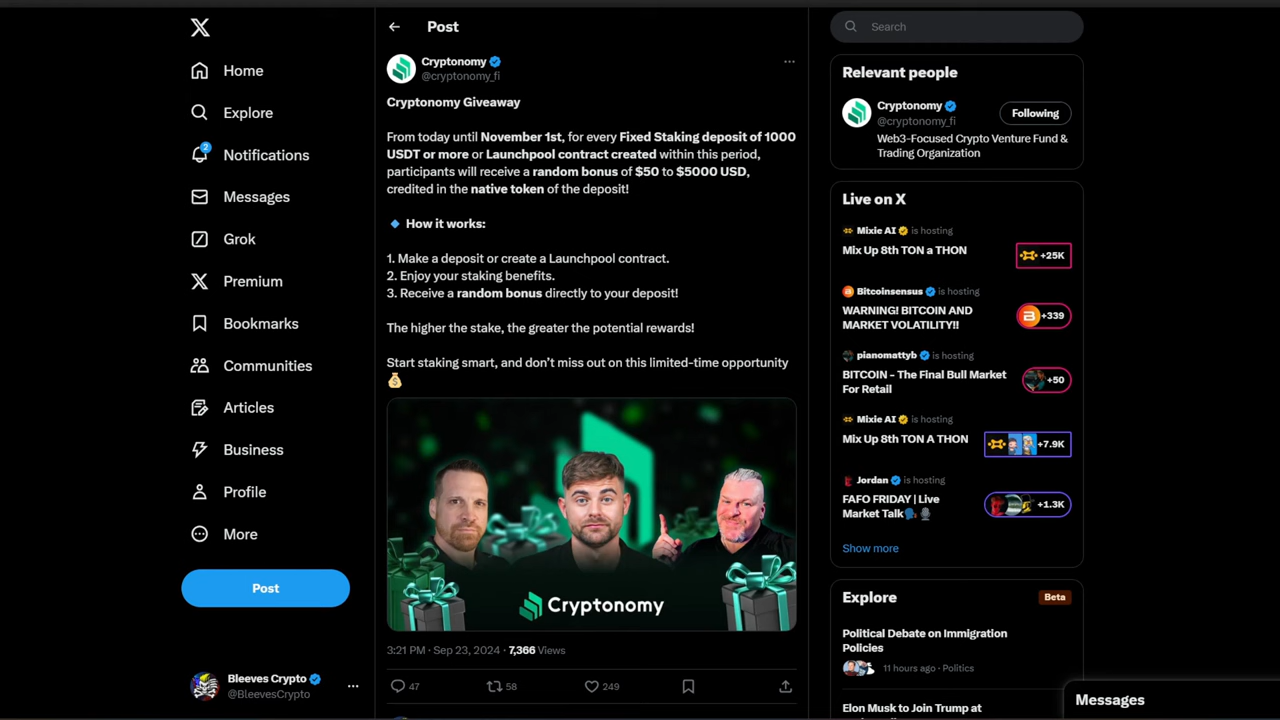 Home
Explore
2
Notifications
Messages
Grok
Premium
Bookmarks
Communities
Articles
Business
Profile
More
Post
Bleeves Crypto
@BleevesCrypto
Post
Cryptonomy
@cryptonomy_fi
Cryptonomy Giveaway
From today until November 1st, for every Fixed Staking deposit of 1000
USDT or more or Launchpool contract created within this period,
participants will receive a random bonus of $50 to $5000 USD,
credited in the native token of the deposit!
How it works:
1. Make a deposit or create a Launchpool contract.
2. Enjoy your staking benefits.
3. Receive a random bonus directly to your deposit!
The higher the stake, the greater the potential rewards!
Start staking smart, and don’t miss out on this limited-time opportunity
Cryptonomy
3:21 PM · Sep 23, 2024 · 7,366 Views
47
58
249
Search
Relevant people
Cryptonomy
@cryptonomy_fi
Following
Web3-Focused Crypto Venture Fund &
Trading Organization
Live on X
Mixie AI is hosting
Mix Up 8th TON a THON
+25K
Bitcoinsensus is hosting
WARNING! BITCOIN AND
MARKET VOLATILITY!!
+339
pianomattyb is hosting
BITCOIN - The Final Bull Market
For Retail
+50
Mixie AI is hosting
Mix Up 8th TON A THON
+7.9K
Jordan is hosting
FAFO FRIDAY | Live
Market Talk
+1.3K
Show more
Explore
Beta
Political Debate on Immigration
Policies
11 hours ago · Politics
Elon Musk to Join Trump at
Messages